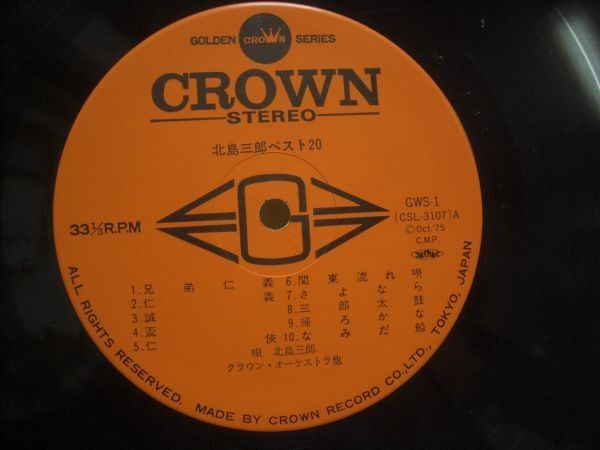 GOLDEN CROWN SERIES
CROWN
STEREO
北島三郎ベスト20
33⅓R.P.M
G
GWS-1
(CSL-3107)A
©Oct.'75
C.M.P.
JASRAC
1.兄弟仁義 6.関東流れ唄
2.仁義 7.さよなら
3.誠 8.三郎太鼓
4.盃 9.帰ろかな
5.仁侠 10.なみだ船
唄 北島三郎
クラウン・オーケストラ他
ALL RIGHTS RESERVED. MADE BY CROWN RECORD CO.,LTD., TOKYO, JAPAN